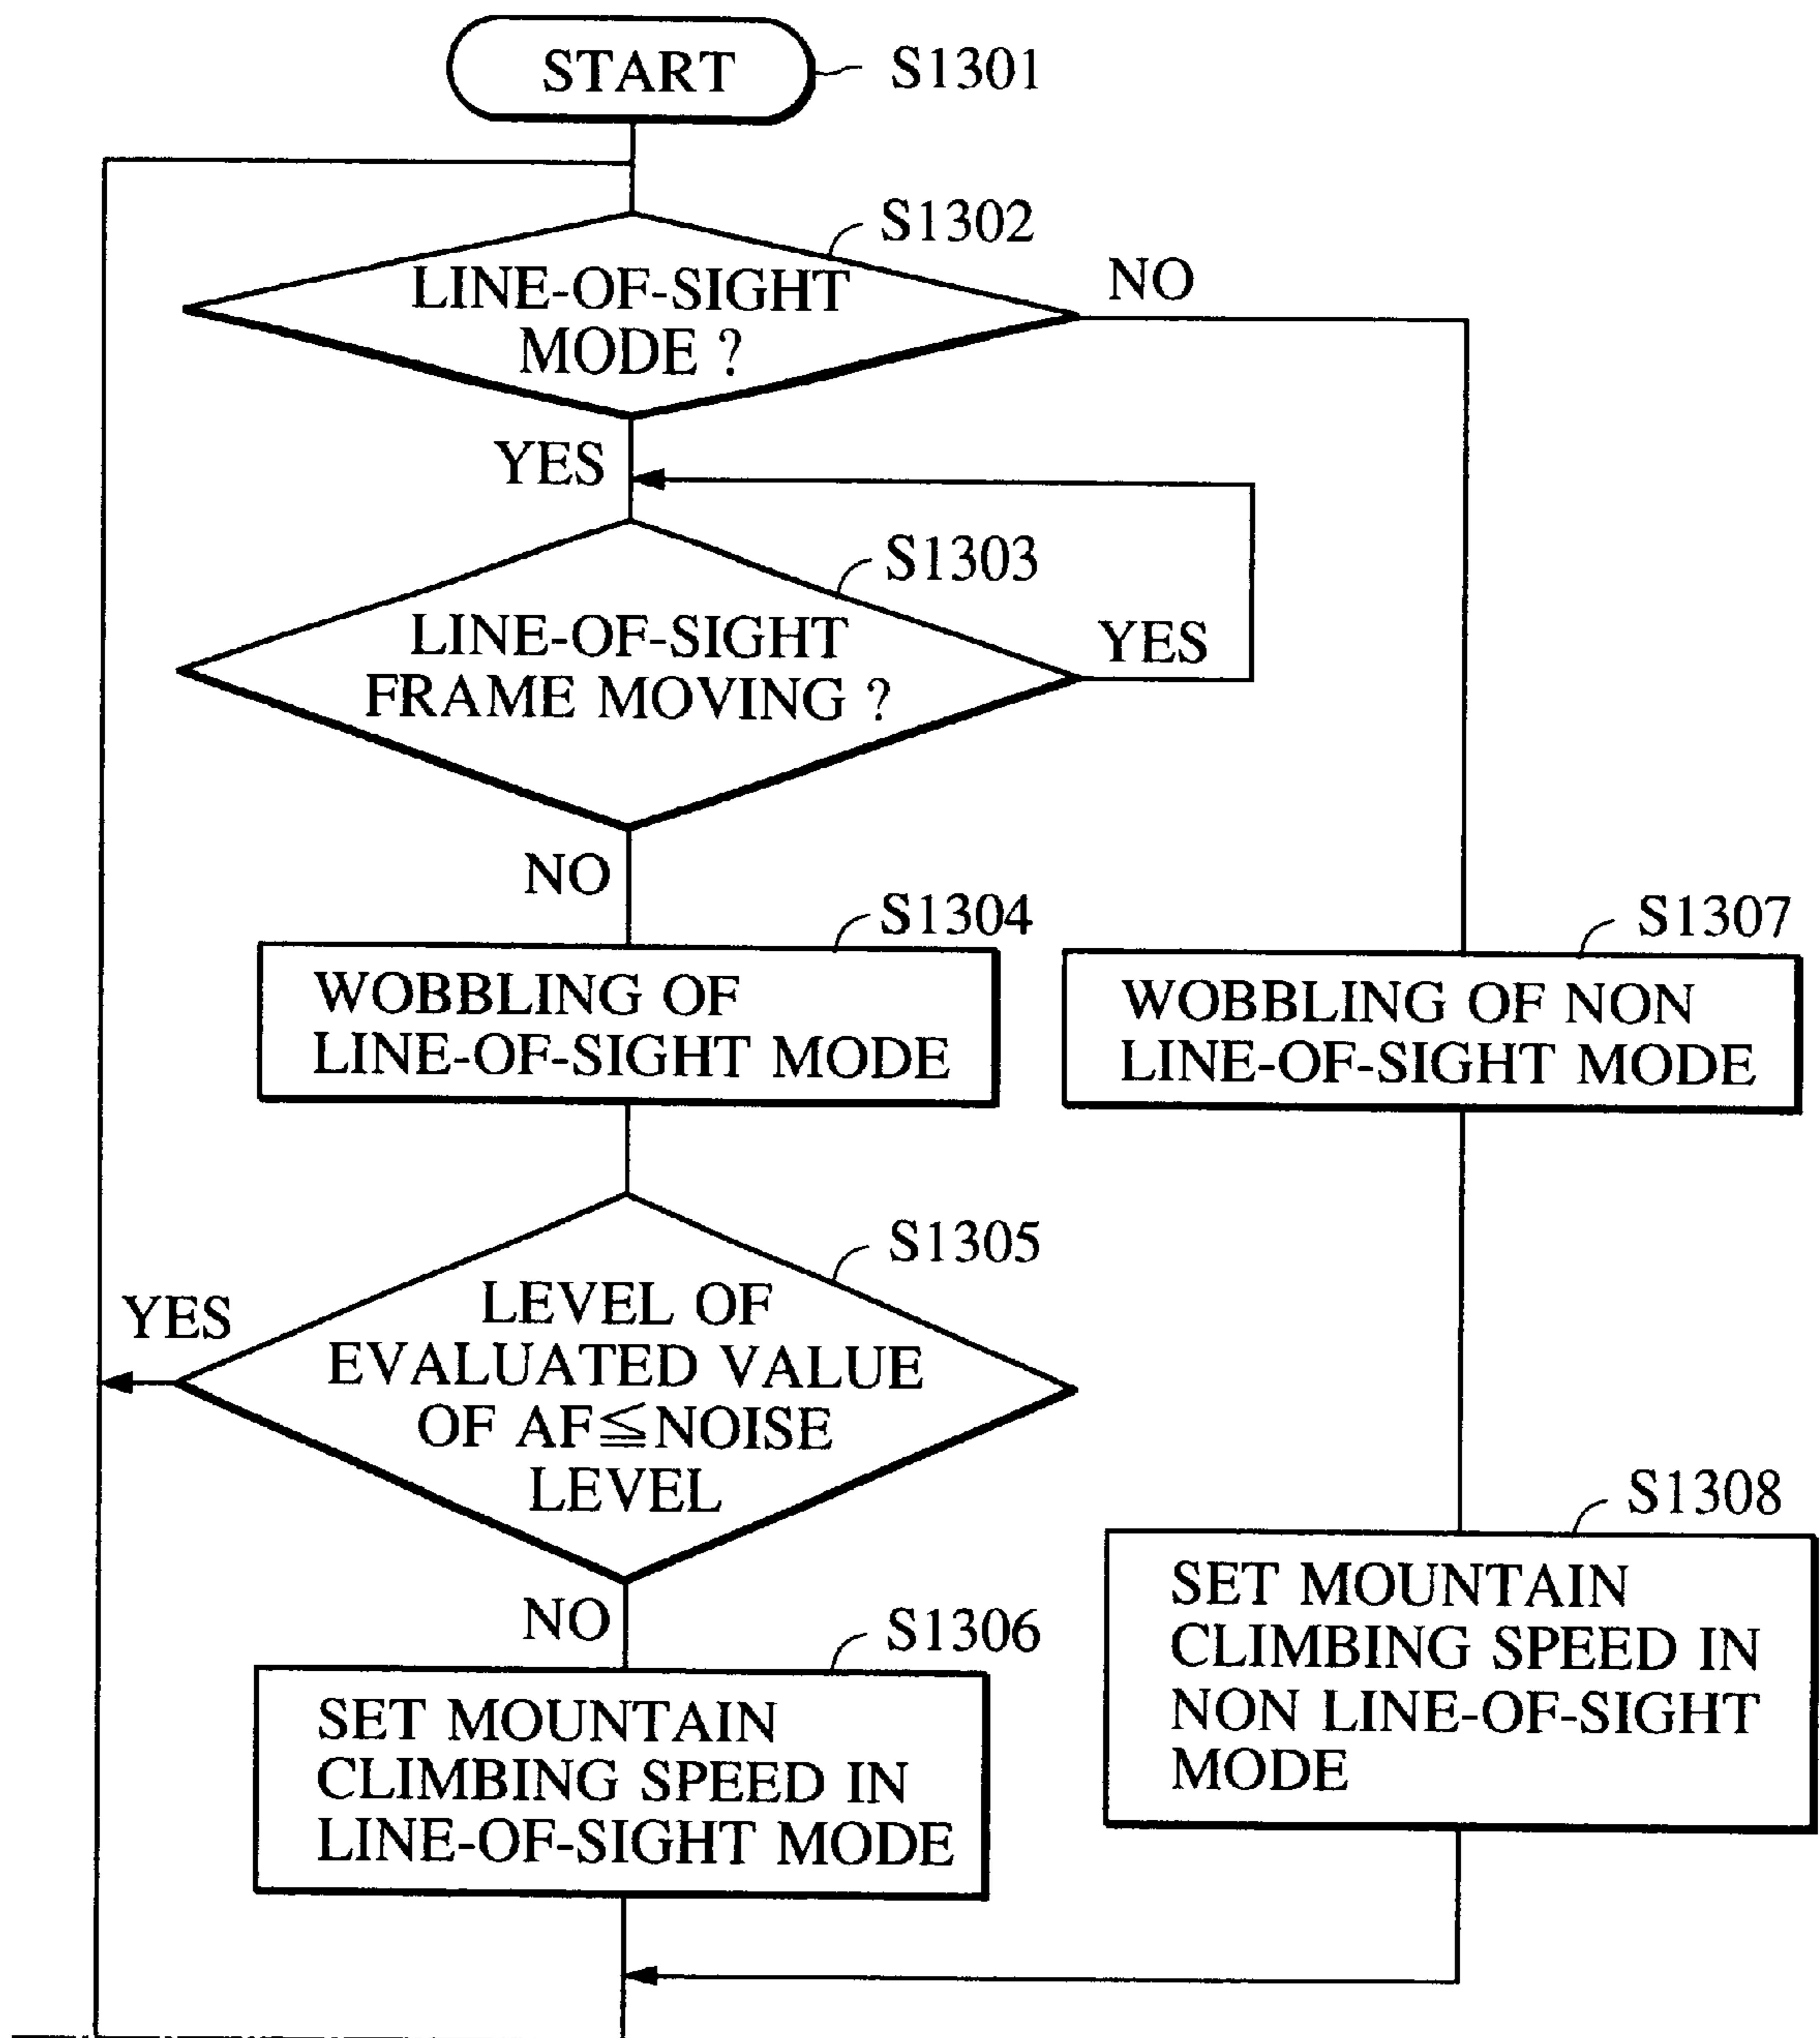 START
S1301
S1302
LINE-OF-SIGHT
MODE ?
NO
YES
S1303
LINE-OF-SIGHT
FRAME MOVING ?
YES
NO
S1304
WOBBLING OF
LINE-OF-SIGHT MODE
S1307
WOBBLING OF NON
LINE-OF-SIGHT MODE
S1305
YES
LEVEL OF
EVALUATED VALUE
OF AF≦NOISE
LEVEL
NO
S1306
SET MOUNTAIN
CLIMBING SPEED IN
LINE-OF-SIGHT MODE
S1308
SET MOUNTAIN
CLIMBING SPEED IN
NON LINE-OF-SIGHT
MODE